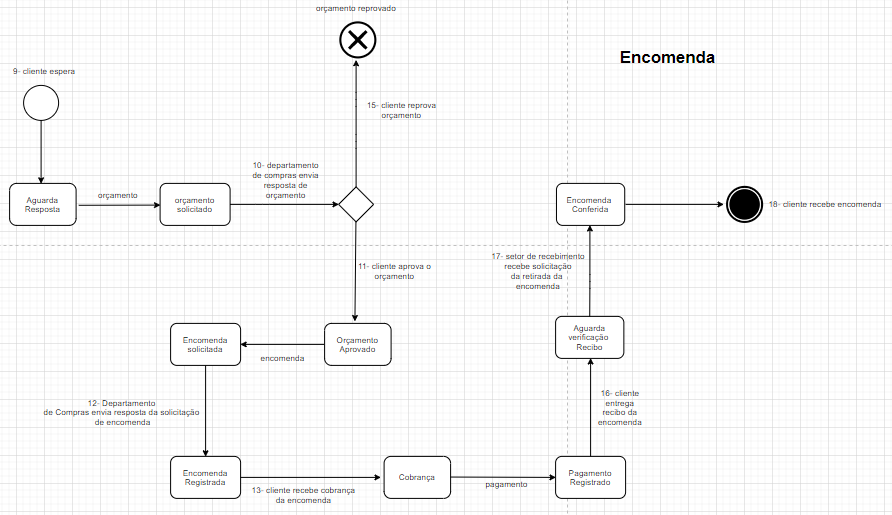 orçamento reprovado
Encomenda
9- cliente espera
15- cliente reprova
orçamento
10- departamento
de compras envia
resposta de
orçamento
Aguarda
Resposta
orçamento
orçamento
solicitado
Encomenda
Conferida
18- cliente recebe encomenda
11- cliente aprova o
orçamento
17- setor de recebimento
recebe solicitação
da retirada da
encomenda
Encomenda
solicitada
encomenda
Orçamento
Aprovado
Aguarda
verificação
Recibo
12- Departamento
de Compras envia resposta da solicitação
de encomenda
16- cliente
entrega
recibo da
encomenda
Encomenda
Registrada
13- cliente recebe cobrança
da encomenda
Cobrança
pagamento
Pagamento
Registrado